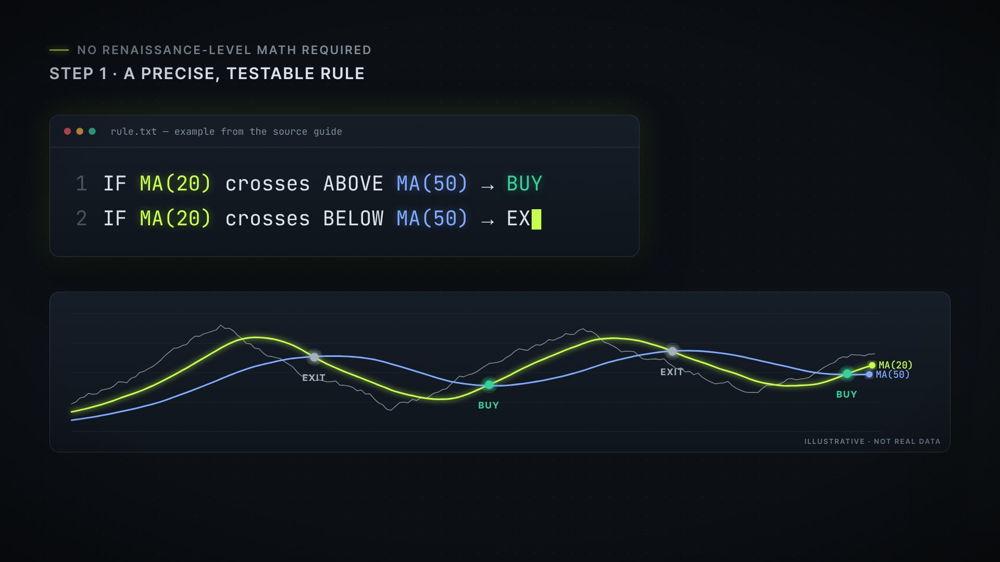 NO RENAISSANCE-LEVEL MATH REQUIRED
STEP 1 · A PRECISE, TESTABLE RULE
rule.txt — example from the source guide
1 IF MA(20) crosses ABOVE MA(50) → BUY
2 IF MA(20) crosses BELOW MA(50) → EX
EXIT
BUY
EXIT
BUY
MA(20)
MA(50)
ILLUSTRATIVE · NOT REAL DATA